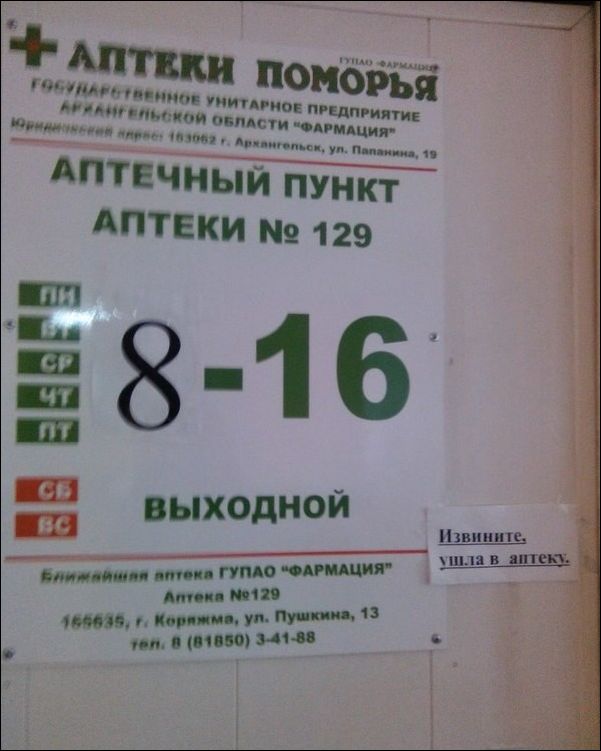 ГУПАО «ФАРМАЦИЯ»
АПТЕКИ ПОМОРЬЯ
ГОСУДАРСТВЕННОЕ УНИТАРНОЕ ПРЕДПРИЯТИЕ
АРХАНГЕЛЬСКОЙ ОБЛАСТИ "ФАРМАЦИЯ"
Юридический адрес: 163062 г. Архангельск, ул. Папанина, 19
АПТЕЧНЫЙ ПУНКТ
АПТЕКИ № 129
ПН
ВТ
СР
ЧТ
ПТ
8-16
СБ
ВС
ВЫХОДНОЙ
Извините,
ушла в аптеку.
Ближайшая аптека ГУПАО "ФАРМАЦИЯ"
Аптека №129
165635, г. Коряжма, ул. Пушкина, 13
тел. 8 (81850) 3-41-88